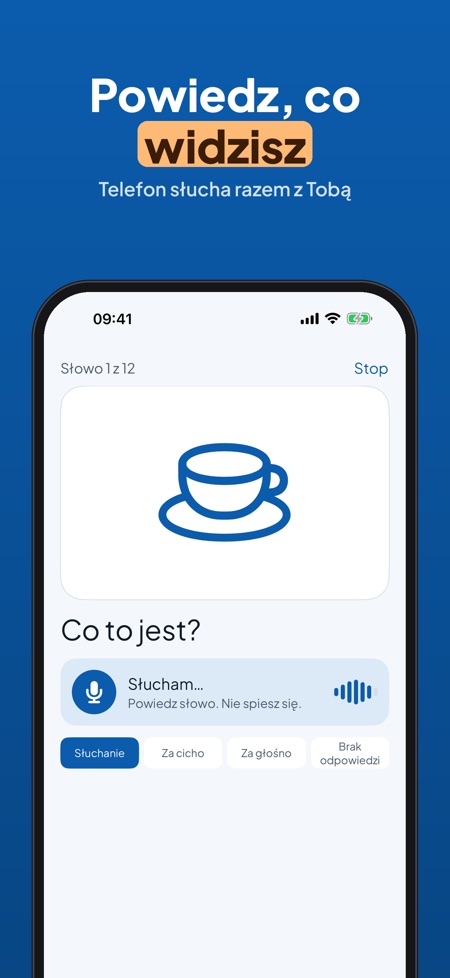 Powiedz, co
widzisz
Telefon słucha razem z Tobą
09:41
Słowo 1 z 12
Stop
Co to jest?
Słucham...
Powiedz słowo. Nie spiesz się.
Słuchanie
Za cicho
Za głośno
Brak
odpowiedzi